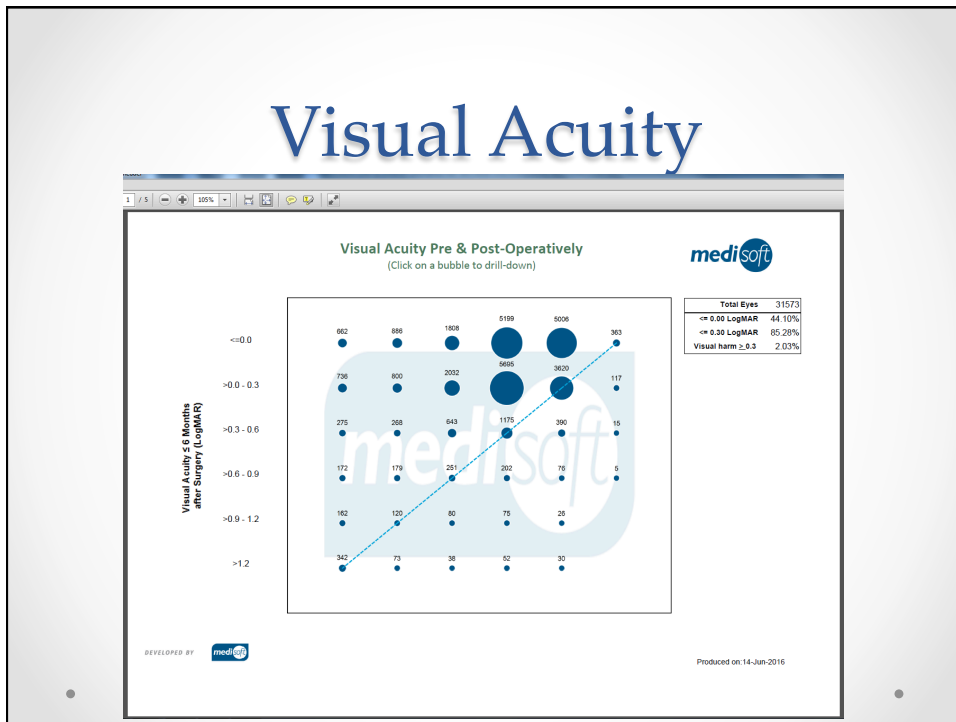 Visual Acuity
1 / 5 105%
Visual Acuity Pre & Post-Operatively
(Click on a bubble to drill-down)
medisoft
Total Eyes 31573
<= 0.00 LogMAR 44.10%
<= 0.30 LogMAR 85.28%
Visual harm ≥ 0.3 2.03%
Visual Acuity ≤ 6 Months
after Surgery (LogMAR)
<=0.0 662 886 1808 5199 5006 363
>0.0 - 0.3 736 800 2032 5695 3620 117
>0.3 - 0.6 275 268 643 1175 390 15
>0.6 - 0.9 172 179 251 202 76 5
>0.9 - 1.2 162 120 80 75 26
>1.2 342 73 38 52 30
medisoft
DEVELOPED BY medisoft
Produced on:14-Jun-2016